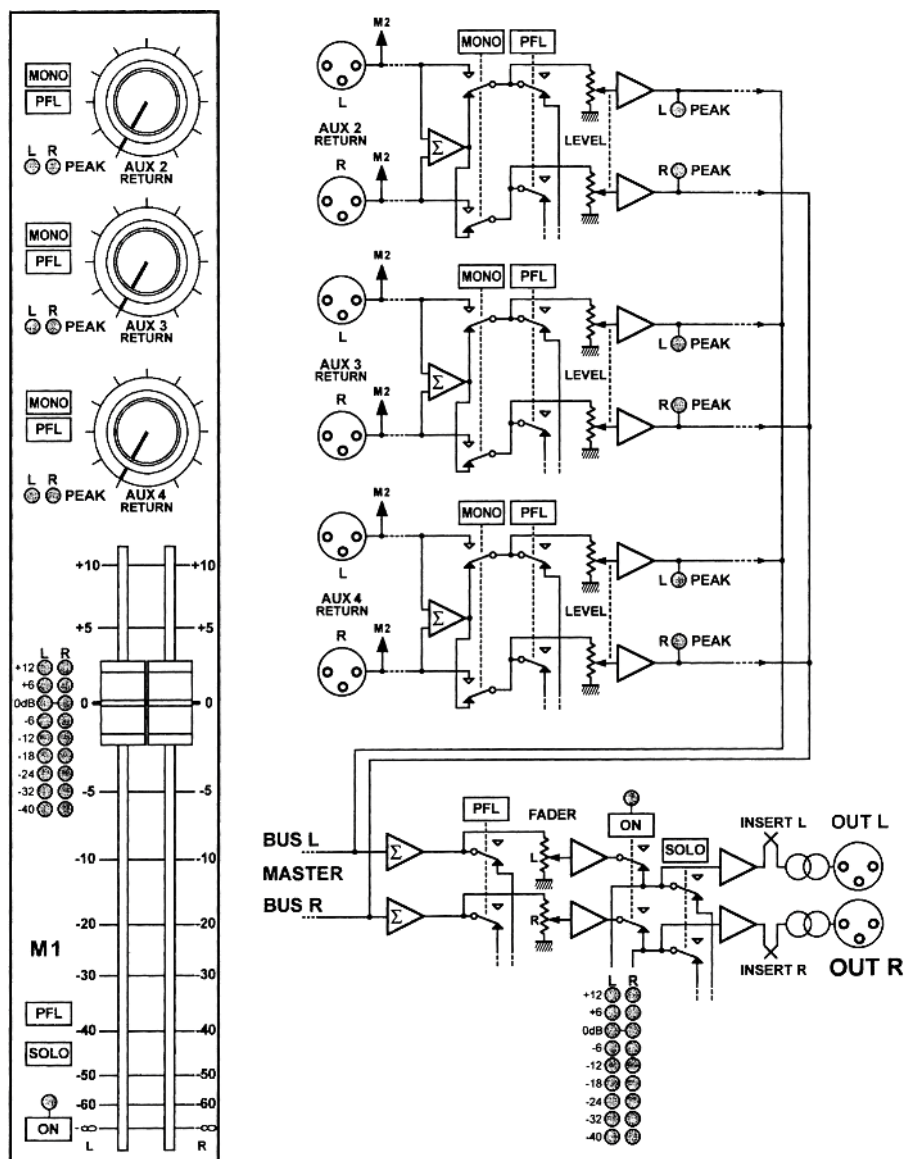 MONO
PFL
L R PEAK
AUX 2
RETURN
MONO
PFL
L R PEAK
AUX 3
RETURN
MONO
PFL
L R PEAK
AUX 4
RETURN
+10 +10
+5 +5
L R
+12
+6
0dB
-6
-12
-18
-24
-32
-40
0 0
-5 -5
-10 -10
-20 -20
M1
-30 -30
PFL
-40 -40
SOLO
-50 -50
-60 -60
ON
-∞ -∞
L R
M2
MONO
PFL
L
AUX 2
RETURN
R
M2
Σ
LEVEL
L PEAK
R PEAK
M2
MONO
PFL
L
AUX 3
RETURN
R
M2
Σ
LEVEL
L PEAK
R PEAK
M2
MONO
PFL
L
AUX 4
RETURN
R
M2
Σ
LEVEL
L PEAK
R PEAK
PFL
FADER
ON
SOLO
INSERT L
OUT L
BUS L
Σ
L
MASTER
BUS R
Σ
R
INSERT R
OUT R
L R
+12
+6
0dB
-6
-12
-18
-24
-32
-40